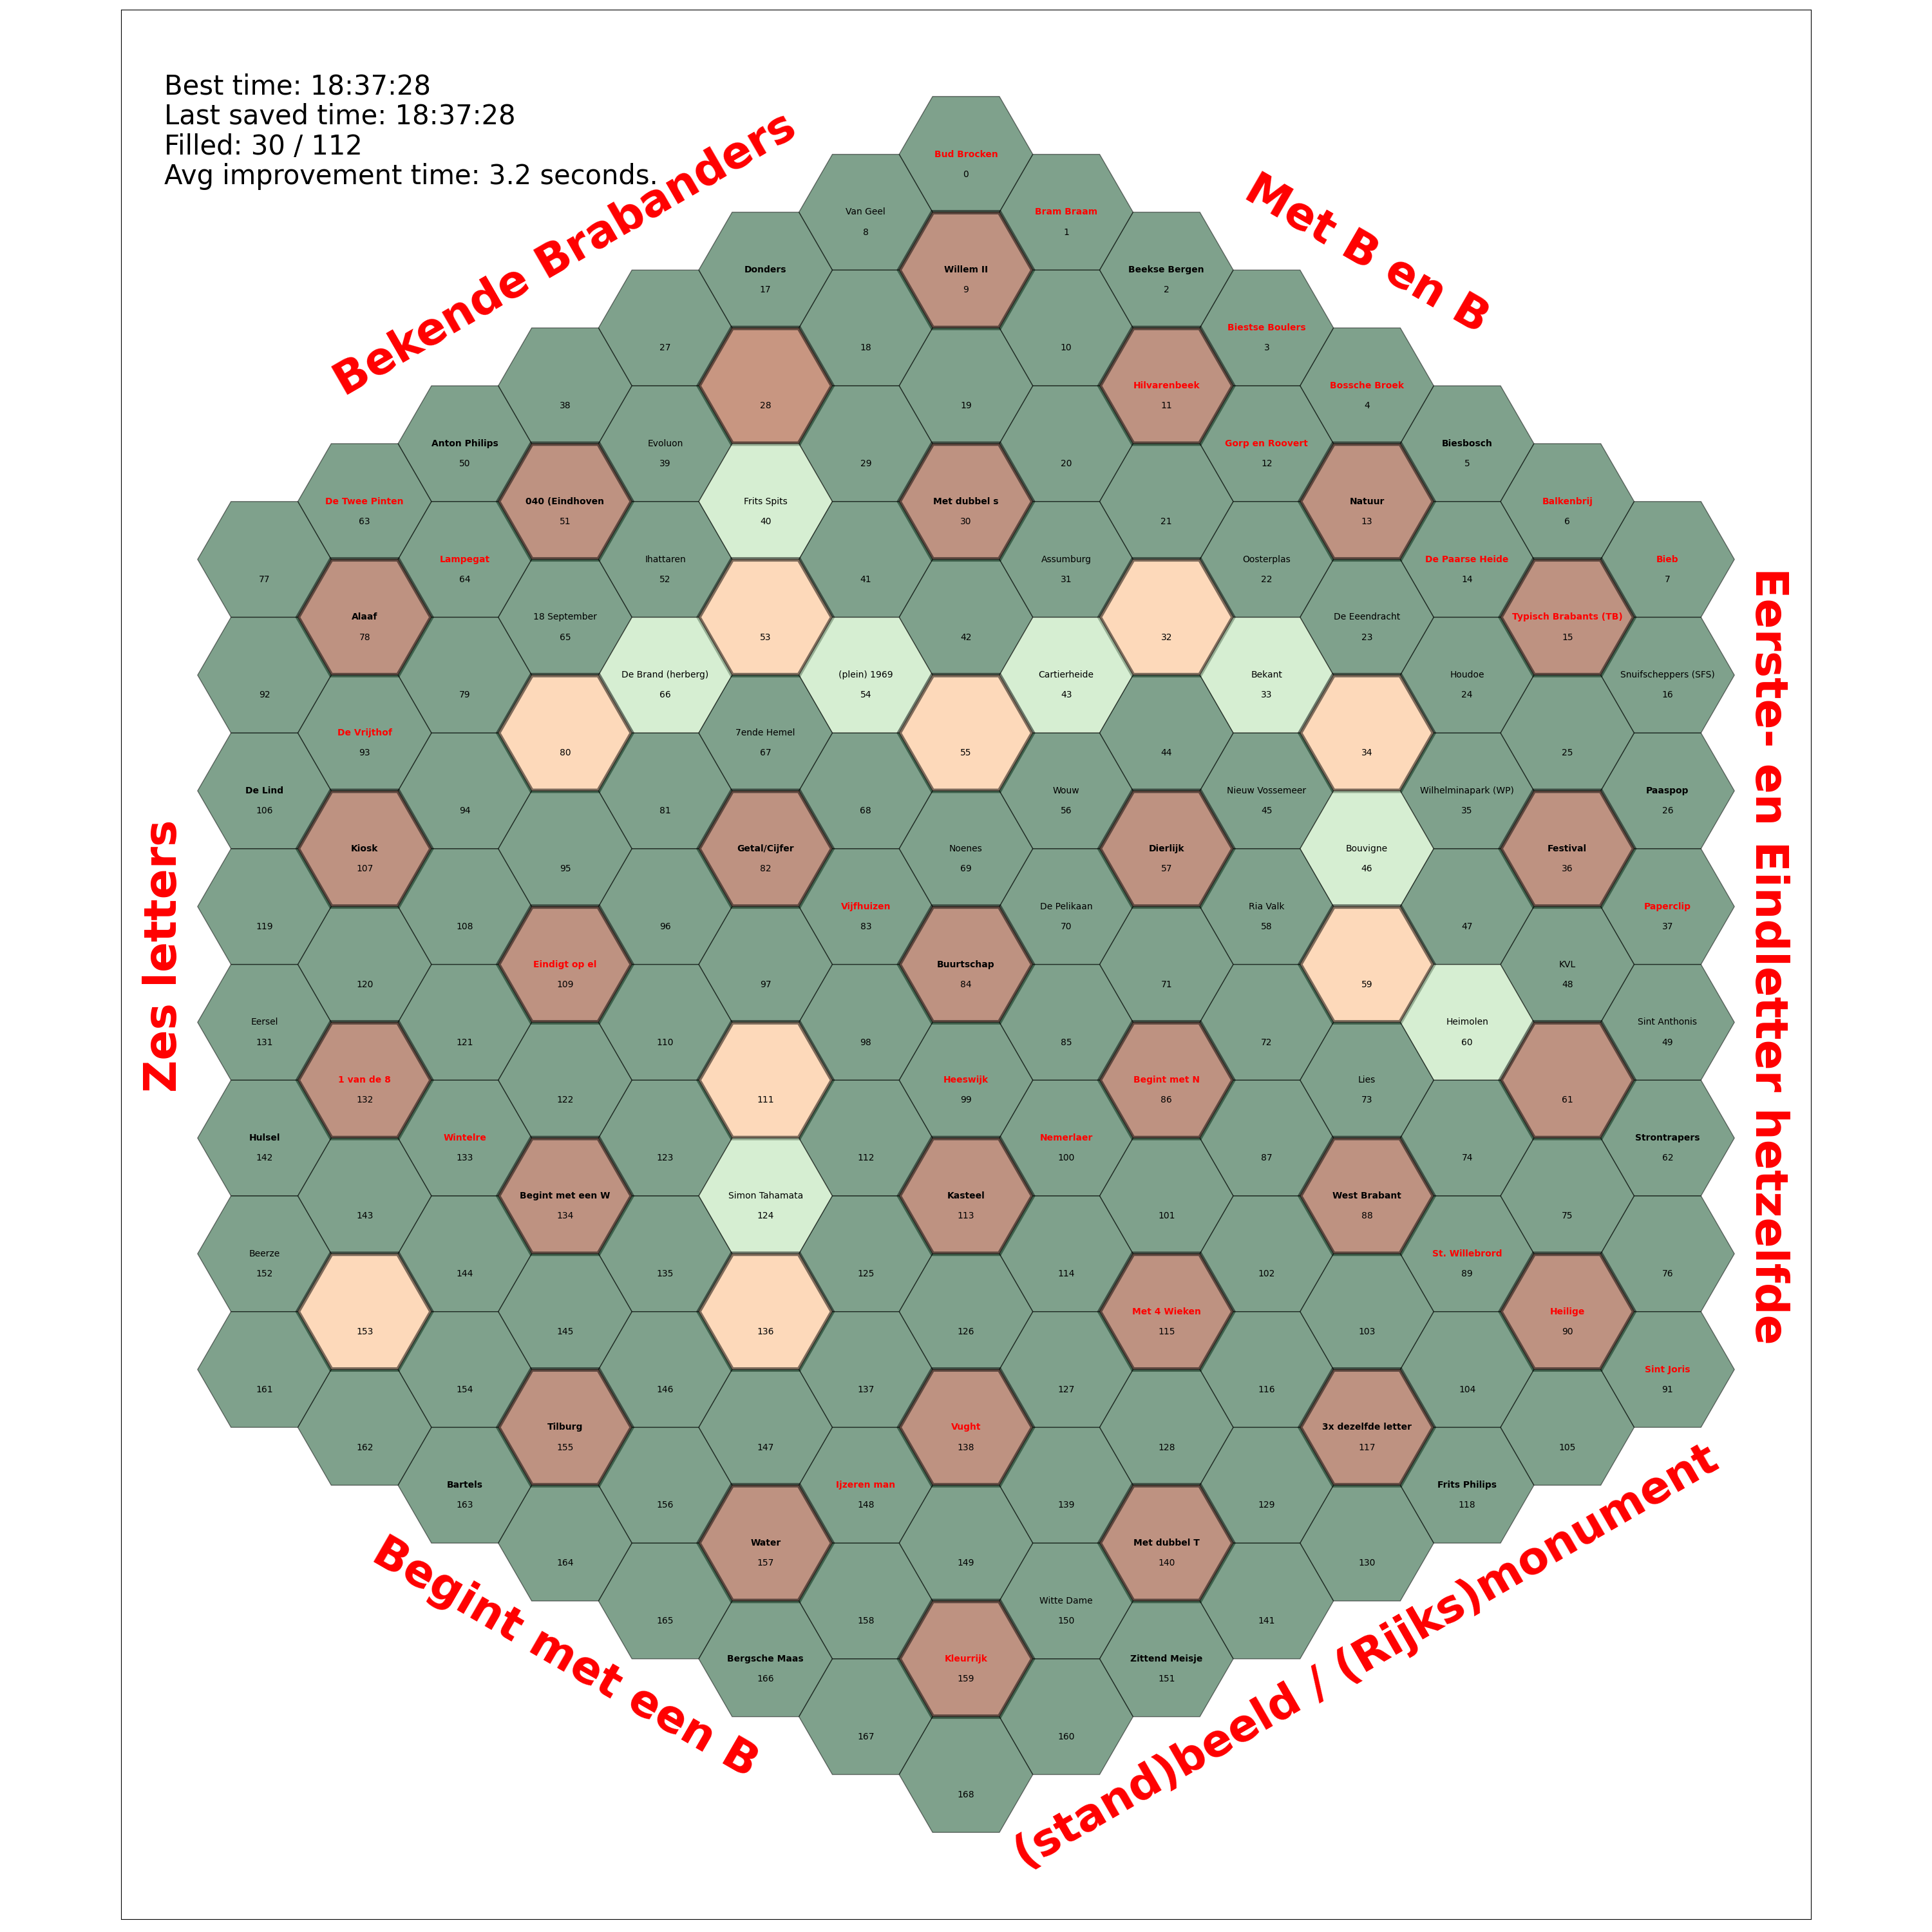 Best time: 18:37:28
Last saved time: 18:37:28
Filled: 30 / 112
Avg improvement time: 3.2 seconds.
Bekende Brabanders
Met B en B
Eerste- en Eindletter hetzelfde
(stand)beeld / (Rijks)monument
Begint met een B
Zes letters
Bud Brocken
0
Bram Braam
1
Beekse Bergen
2
Biestse Boulers
3
Bossche Broek
4
Biesbosch
5
Balkenbrij
6
Bieb
7
Van Geel
8
Willem II
9
10
Hilvarenbeek
11
Gorp en Roovert
12
Natuur
13
De Paarse Heide
14
Typisch Brabants (TB)
15
Snuifscheppers (SFS)
16
Donders
17
18
19
20
21
Oosterplas
22
De Eeendracht
23
Houdoe
24
25
Paaspop
26
27
28
29
Met dubbel s
30
Assumburg
31
32
Bekant
33
34
Wilhelminapark (WP)
35
Festival
36
Paperclip
37
38
Evoluon
39
Frits Spits
40
41
42
Cartierheide
43
44
Nieuw Vossemeer
45
Bouvigne
46
47
KVL
48
Sint Anthonis
49
Anton Philips
50
040 (Eindhoven
51
Ihattaren
52
53
(plein) 1969
54
55
Wouw
56
Dierlijk
57
Ria Valk
58
59
Heimolen
60
61
Strontrapers
62
De Twee Pinten
63
Lampegat
64
18 September
65
De Brand (herberg)
66
7ende Hemel
67
68
Noenes
69
De Pelikaan
70
71
72
Lies
73
74
75
76
77
Alaaf
78
79
80
81
Getal/Cijfer
82
Vijfhuizen
83
Buurtschap
84
85
Begint met N
86
87
West Brabant
88
St. Willebrord
89
Heilige
90
Sint Joris
91
92
De Vrijthof
93
94
95
96
97
98
Heeswijk
99
Nemerlaer
100
101
102
103
104
105
De Lind
106
Kiosk
107
108
Eindigt op el
109
110
111
112
Kasteel
113
114
Met 4 Wieken
115
116
3x dezelfde letter
117
Frits Philips
118
119
120
121
122
123
Simon Tahamata
124
125
126
127
128
129
130
Eersel
131
1 van de 8
132
Wintelre
133
Begint met een W
134
135
136
137
Vught
138
139
Met dubbel T
140
141
Hulsel
142
143
144
145
146
147
Ijzeren man
148
149
Witte Dame
150
Zittend Meisje
151
Beerze
152
153
154
Tilburg
155
156
Water
157
158
Kleurrijk
159
160
161
162
Bartels
163
164
165
Bergsche Maas
166
167
168